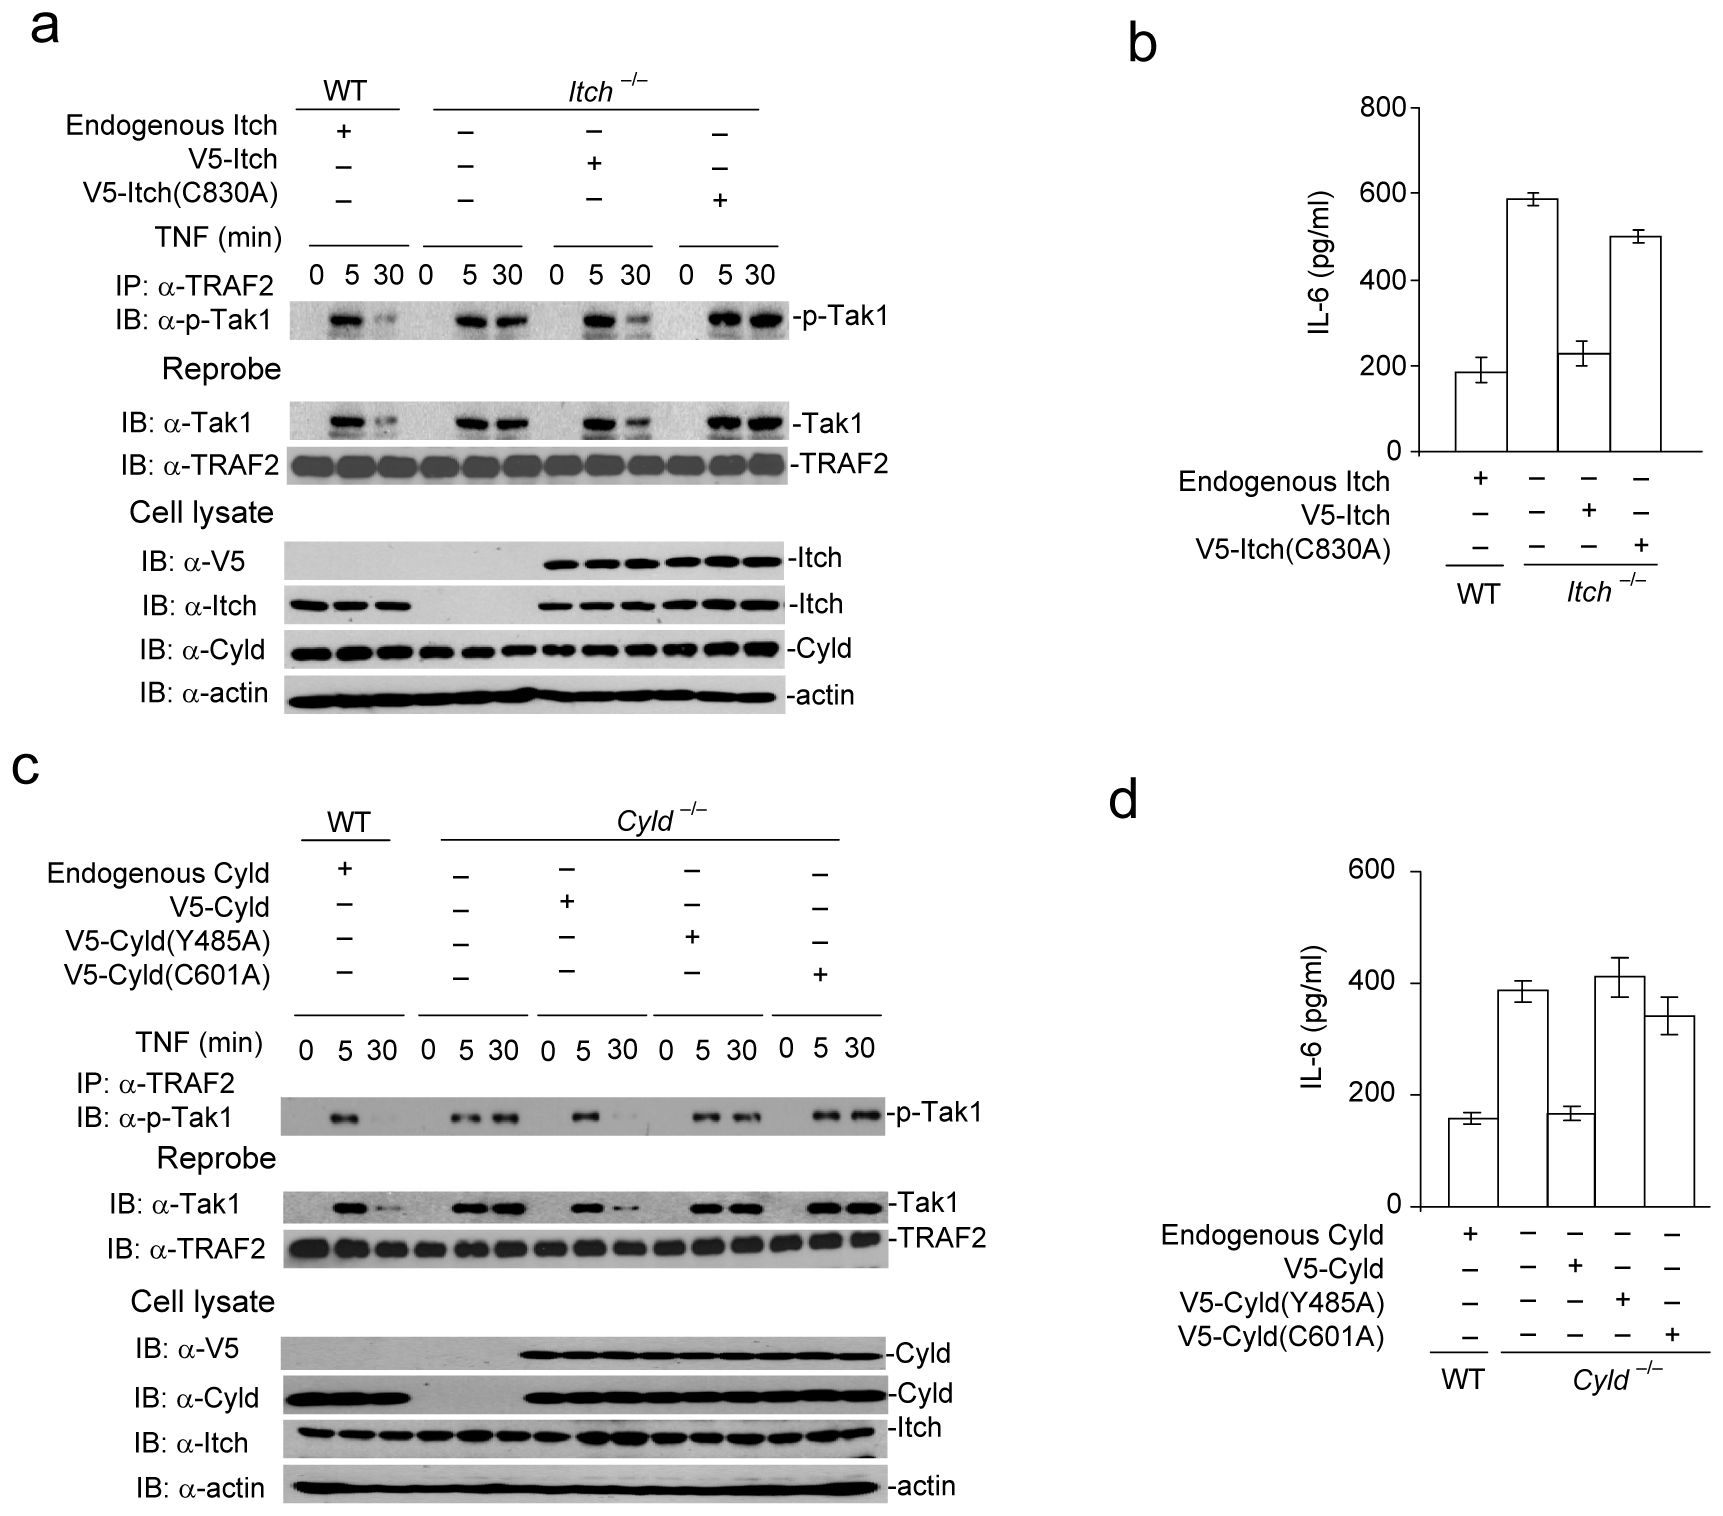 a
WT Itch –/–
Endogenous Itch + – – –
V5-Itch – – + –
V5-Itch(C830A) – – – +
TNF (min)
0 5 30 0 5 30 0 5 30 0 5 30
IP: α-TRAF2
IB: α-p-Tak1 -p-Tak1
Reprobe
IB: α-Tak1 -Tak1
IB: α-TRAF2 -TRAF2
Cell lysate
IB: α-V5 -Itch
IB: α-Itch -Itch
IB: α-Cyld -Cyld
IB: α-actin -actin
b
800
600
400
200
0
IL-6 (pg/ml)
Endogenous Itch + – – –
V5-Itch – – + –
V5-Itch(C830A) – – – +
WT Itch –/–
c
WT Cyld –/–
Endogenous Cyld + – – – –
V5-Cyld – – + – –
V5-Cyld(Y485A) – – – + –
V5-Cyld(C601A) – – – – +
TNF (min) 0 5 30 0 5 30 0 5 30 0 5 30 0 5 30
IP: α-TRAF2
IB: α-p-Tak1 -p-Tak1
Reprobe
IB: α-Tak1 -Tak1
IB: α-TRAF2 -TRAF2
Cell lysate
IB: α-V5 -Cyld
IB: α-Cyld -Cyld
IB: α-Itch -Itch
IB: α-actin -actin
d
600
400
200
0
IL-6 (pg/ml)
Endogenous Cyld + – – – –
V5-Cyld – – + – –
V5-Cyld(Y485A) – – – + –
V5-Cyld(C601A) – – – – +
WT Cyld –/–